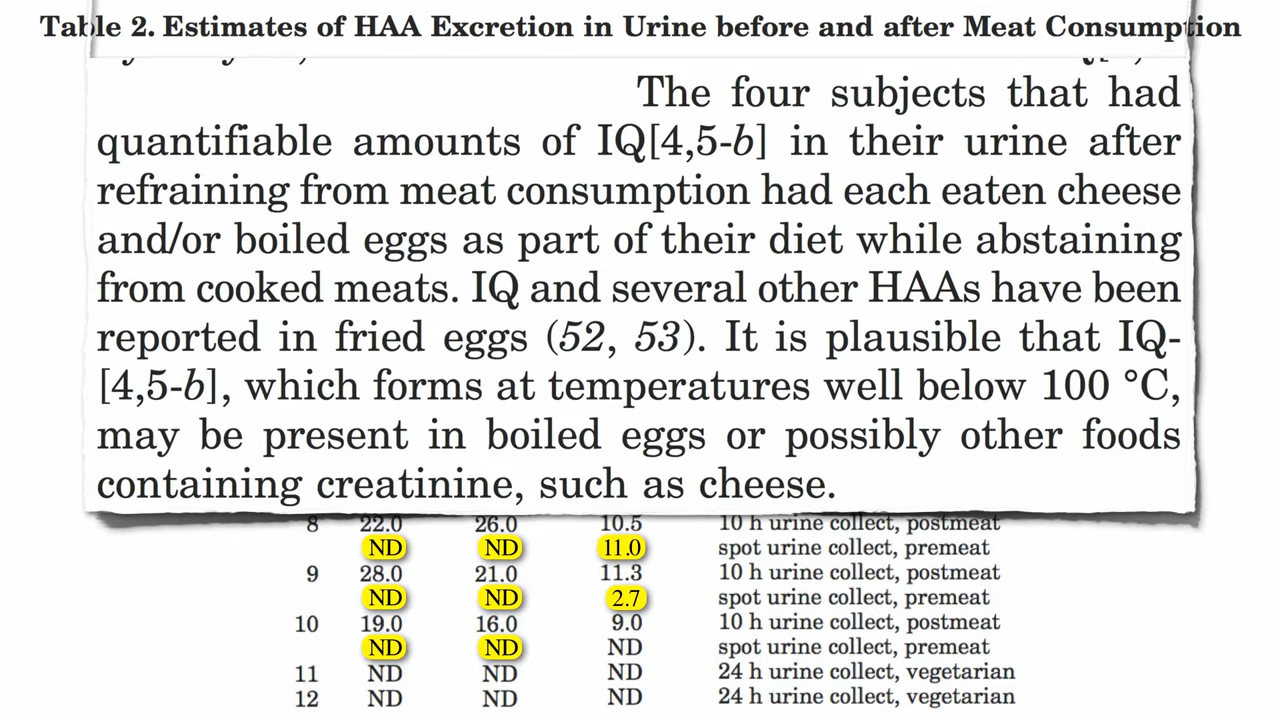 Table 2. Estimates of HAA Excretion in Urine before and after Meat Consumption
The four subjects that had
quantifiable amounts of IQ[4,5-b] in their urine after
refraining from meat consumption had each eaten cheese
and/or boiled eggs as part of their diet while abstaining
from cooked meats. IQ and several other HAAs have been
reported in fried eggs (52, 53). It is plausible that IQ-
[4,5-b], which forms at temperatures well below 100 °C,
may be present in boiled eggs or possibly other foods
containing creatinine, such as cheese.
8 22.0 26.0 10.5 10 h urine collect, postmeat
ND ND 11.0 spot urine collect, premeat
9 28.0 21.0 11.3 10 h urine collect, postmeat
ND ND 2.7 spot urine collect, premeat
10 19.0 16.0 9.0 10 h urine collect, postmeat
ND ND ND spot urine collect, premeat
11 ND ND ND 24 h urine collect, vegetarian
12 ND ND ND 24 h urine collect, vegetarian